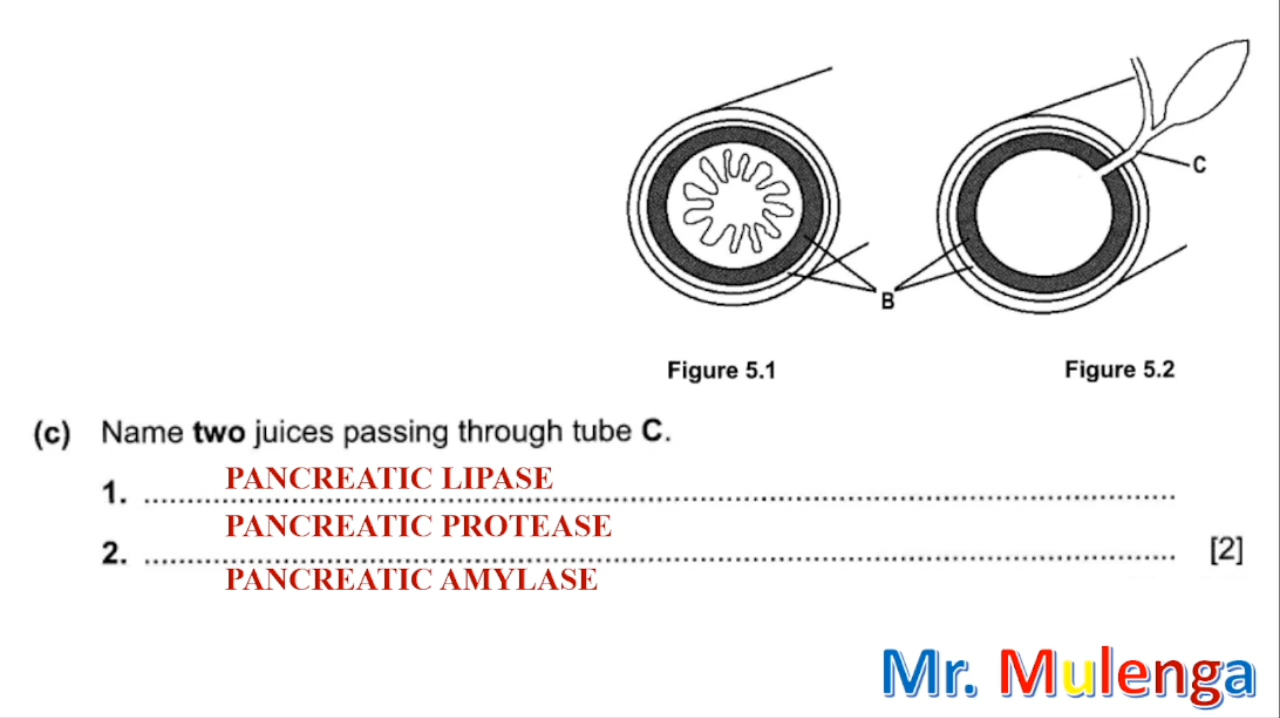 C
B
Figure 5.1
Figure 5.2
(c) Name two juices passing through tube C.
PANCREATIC LIPASE
1. ........................................................................
PANCREATIC PROTEASE
2. ........................................................................ [2]
PANCREATIC AMYLASE
Mr. Mulenga